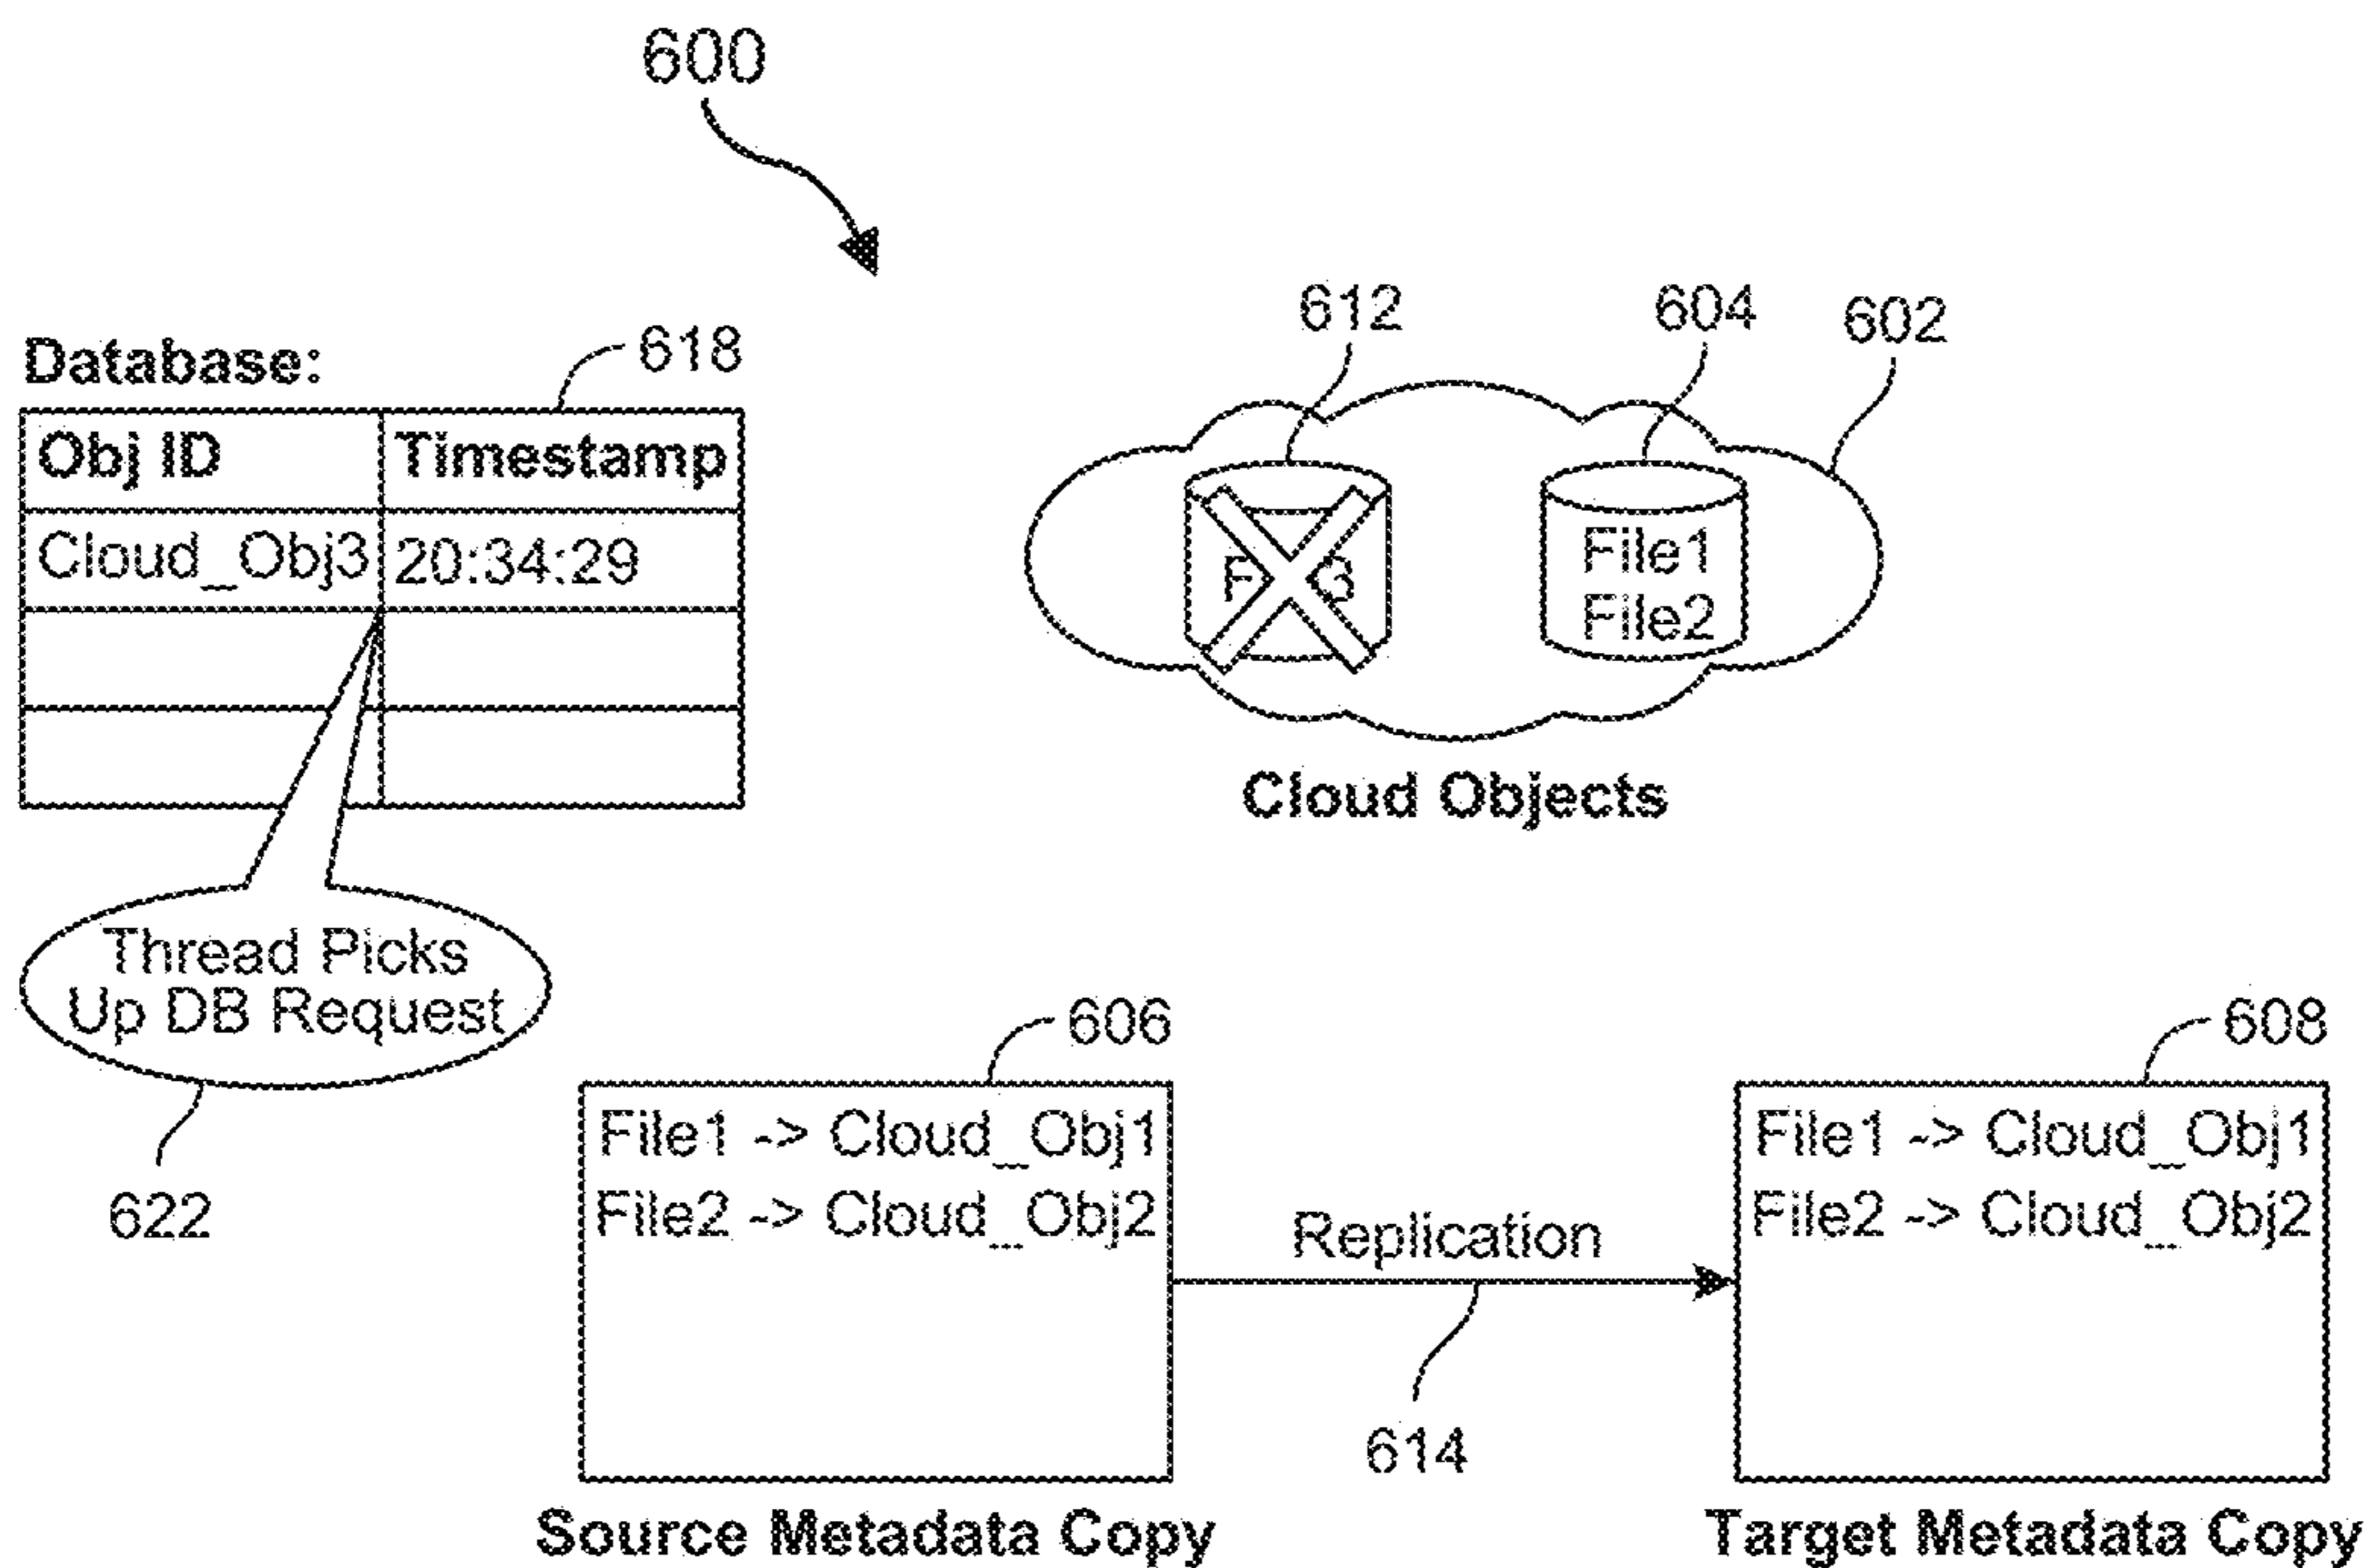 600
612
604
602
Database:
618
Obj ID Timestamp
Cloud_Obj3 20:34:29
File1
File2
Cloud Objects
Thread Picks
Up DB Request
622
606
File1 -> Cloud_Obj1
File2 -> Cloud_Obj2
Source Metadata Copy
Replication
614
608
File1 -> Cloud_Obj1
File2 -> Cloud_Obj2
Target Metadata Copy